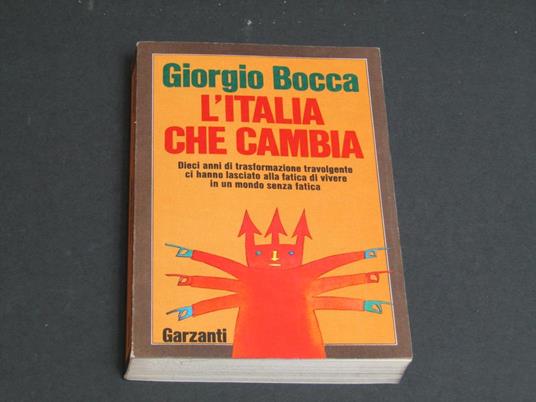 Giorgio Bocca
L'ITALIA
CHE CAMBIA
Dieci anni di trasformazione travolgente
ci hanno lasciato alla fatica di vivere
in un mondo senza fatica
Garzanti